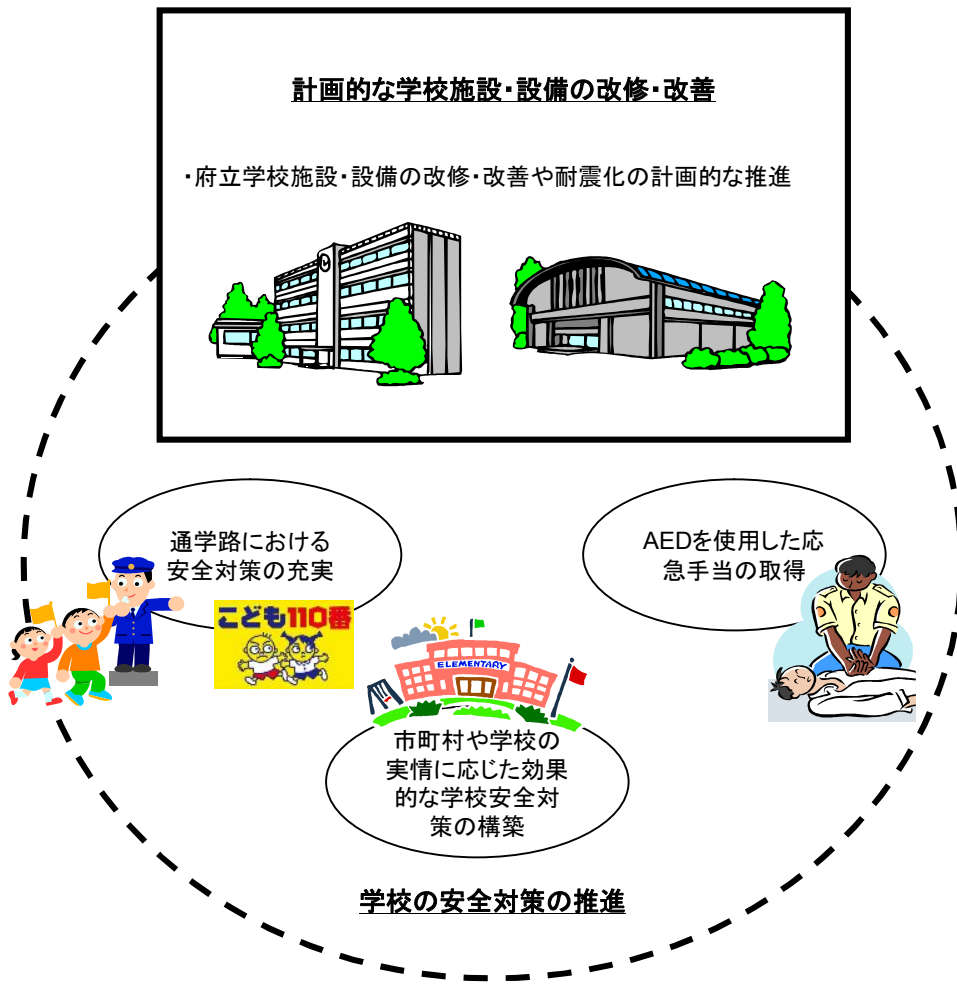 計画的な学校施設・設備の改修・改善
・府立学校施設・設備の改修・改善や耐震化の計画的な推進
通学路における
安全対策の充実
こども110番
AEDを使用した応
急手当の取得
ELEMENTARY
市町村や学校の
実情に応じた効果
的な学校安全対
策の構築
学校の安全対策の推進